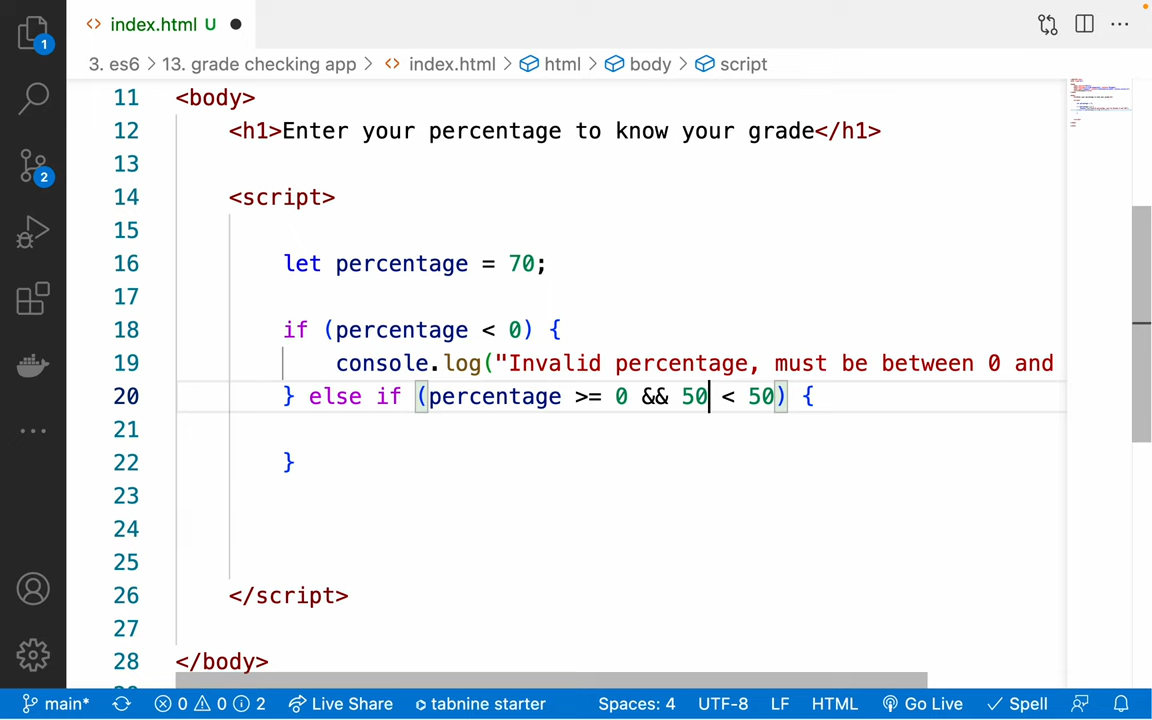 index.html U
1
3. es6 > 13. grade checking app > <> index.html > html > body > script
11 <body>
12 <h1>Enter your percentage to know your grade</h1>
13
14 <script>
15
16 let percentage = 70;
17
18 if (percentage < 0) {
19 console.log("Invalid percentage, must be between 0 and
2
20 } else if (percentage >= 0 && 50 < 50) {
21
22 }
23
24
25
26 </script>
27
28 </body>
main* 0 0 2 Live Share tabnine starter Spaces: 4 UTF-8 LF HTML Go Live Spell